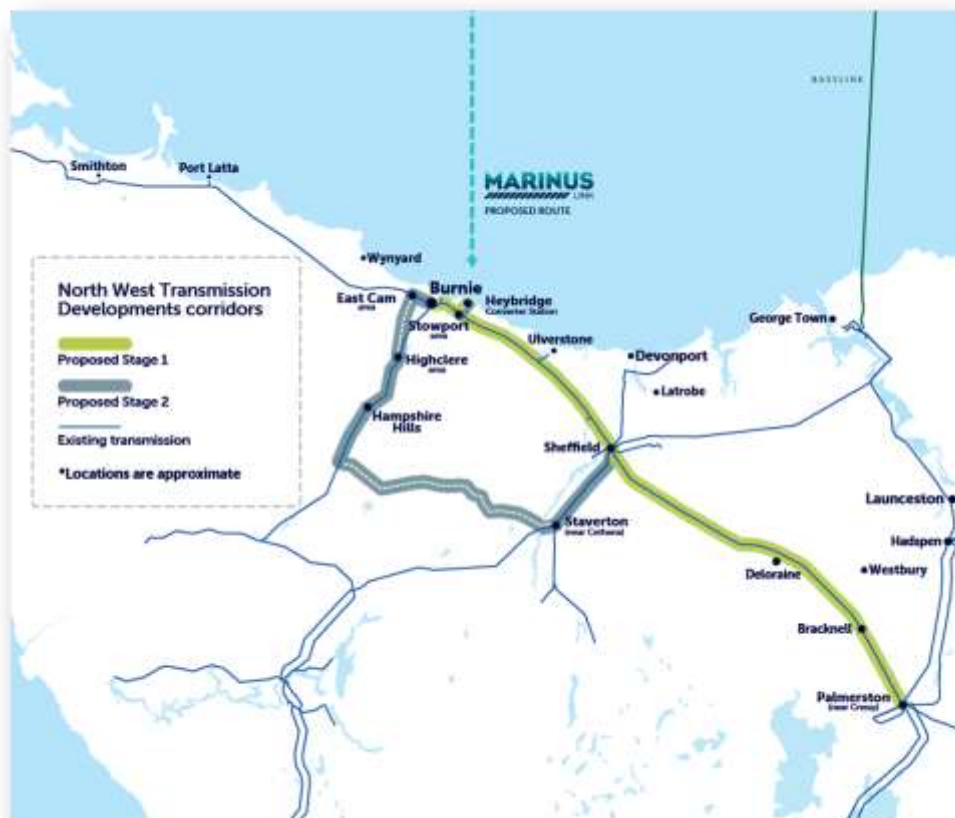 BASSLINK
Smithton
Port Latta
MARINUS
LINK
PROPOSED ROUTE
Wynyard
North West Transmission
Developments corridors
Proposed Stage 1
Proposed Stage 2
Existing transmission
*Locations are approximate
East Cam
area
Burnie
Heybridge
Converter Station
Stowport
area
Ulverstone
George Town
Highclere
area
Devonport
Latrobe
Hampshire
Hills
Sheffield
Launceston
Staverton
(near Cethana)
Hadspen
Deloraine
Westbury
Bracknell
Palmerston
(near Cressy)